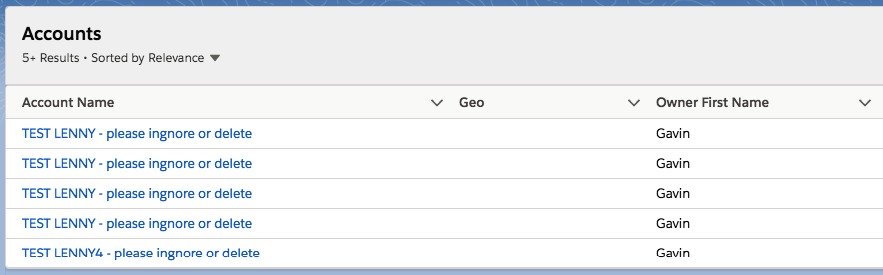 Accounts
5+ Results • Sorted by Relevance
Account Name Geo Owner First Name
TEST LENNY - please ingnore or delete Gavin
TEST LENNY - please ingnore or delete Gavin
TEST LENNY - please ingnore or delete Gavin
TEST LENNY - please ingnore or delete Gavin
TEST LENNY4 - please ingnore or delete Gavin